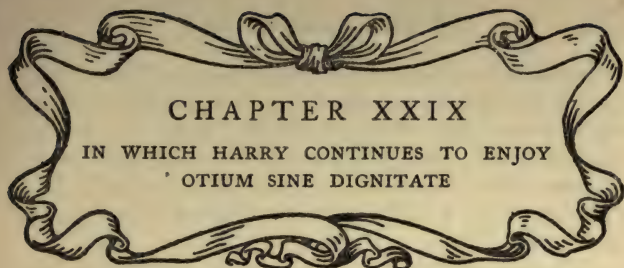 CHAPTER XXIX
IN WHICH HARRY CONTINUES TO ENJOY
OTIUM SINE DIGNITATE